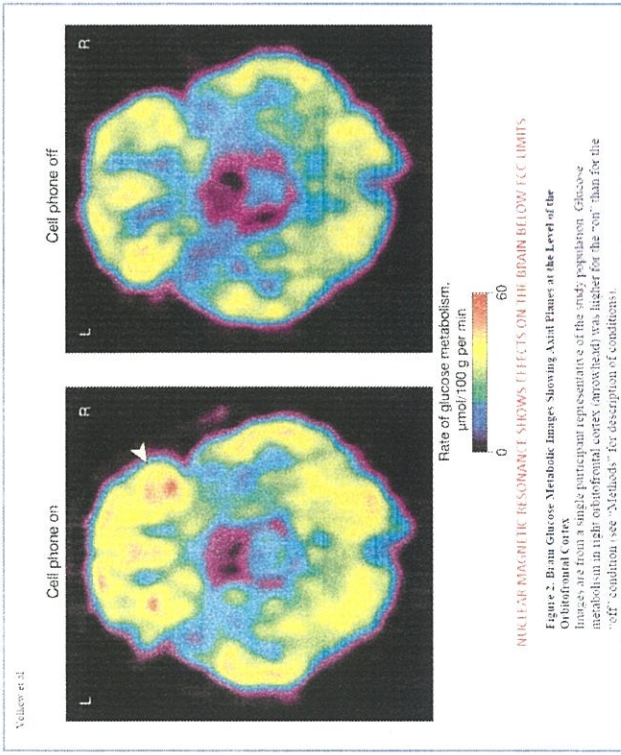 Volkow et al
Cell phone on
Cell phone off
L
R
L
R
Rate of glucose metabolism,
µmol/100 g per min
0
60
NUCLEAR MAGNETIC RESONANCE SHOWS EFFECTS ON THE BRAIN BELOW FCC LIMITS
Figure 2. Brain Glucose Metabolic Images Showing Axial Planes at the Level of the
Orbitofrontal Cortex
Images are from a single participant representative of the study population. Glucose
metabolism in right orbitofrontal cortex (arrowhead) was higher for the "on" than for the
"off" condition (see "Methods" for description of conditions).